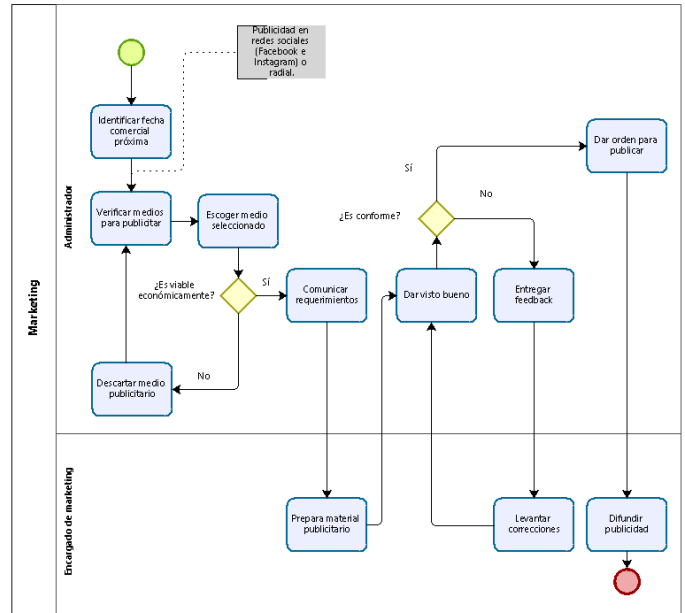 Marketing
Administrador
Publicidad en
redes sociales
(Facebook e
Instagram) o
radial.
Identificar fecha
comercial
próxima
Verificar medios
para publicitar
Escoger medio
seleccionado
¿Es viable
económicamente?
Sí
No
Descartar medio
publicitario
Comunicar
requerimientos
Dar visto bueno
¿Es conforme?
Sí
No
Dar orden para
publicar
Entregar
feedback
Encargado de marketing
Prepara material
publicitario
Levantar
correcciones
Difundir
publicidad